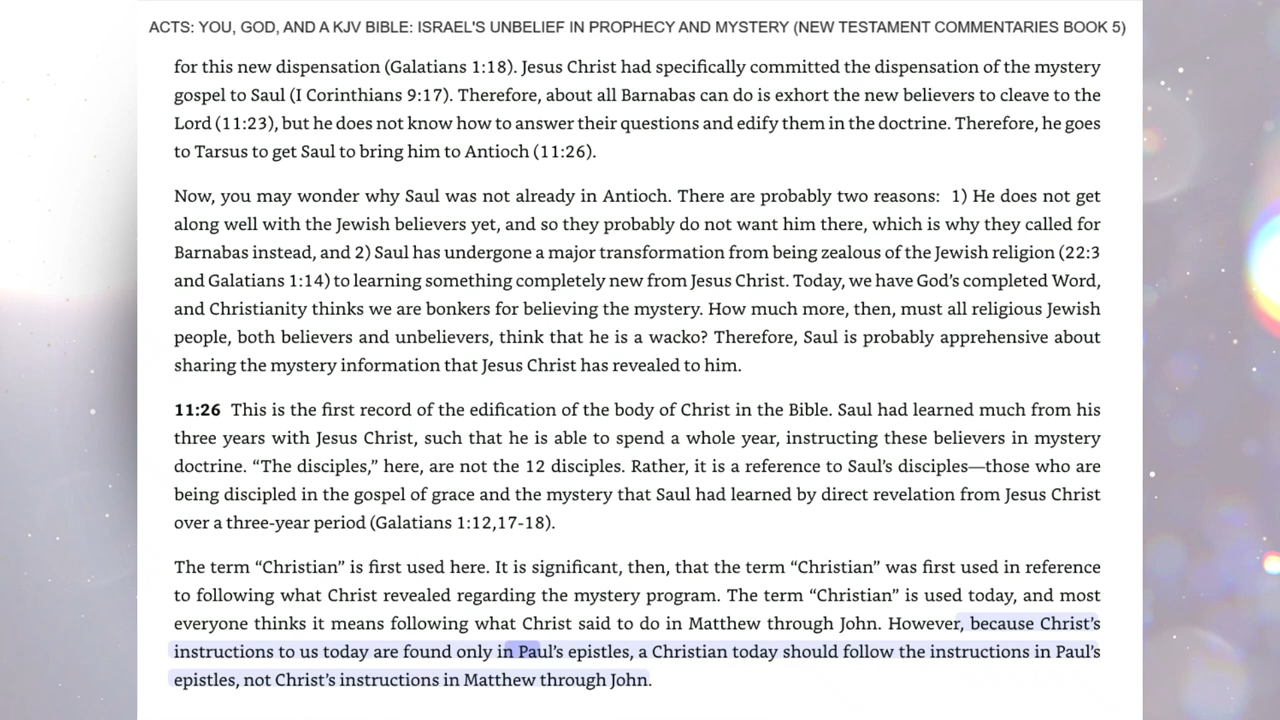 ACTS: YOU, GOD, AND A KJV BIBLE: ISRAEL'S UNBELIEF IN PROPHECY AND MYSTERY (NEW TESTAMENT COMMENTARIES BOOK 5)
for this new dispensation (Galatians 1:18). Jesus Christ had specifically committed the dispensation of the mystery
gospel to Saul (I Corinthians 9:17). Therefore, about all Barnabas can do is exhort the new believers to cleave to the
Lord (11:23), but he does not know how to answer their questions and edify them in the doctrine. Therefore, he goes
to Tarsus to get Saul to bring him to Antioch (11:26).
Now, you may wonder why Saul was not already in Antioch. There are probably two reasons: 1) He does not get
along well with the Jewish believers yet, and so they probably do not want him there, which is why they called for
Barnabas instead, and 2) Saul has undergone a major transformation from being zealous of the Jewish religion (22:3
and Galatians 1:14) to learning something completely new from Jesus Christ. Today, we have God’s completed Word,
and Christianity thinks we are bonkers for believing the mystery. How much more, then, must all religious Jewish
people, both believers and unbelievers, think that he is a wacko? Therefore, Saul is probably apprehensive about
sharing the mystery information that Jesus Christ has revealed to him.
11:26 This is the first record of the edification of the body of Christ in the Bible. Saul had learned much from his
three years with Jesus Christ, such that he is able to spend a whole year, instructing these believers in mystery
doctrine. “The disciples,” here, are not the 12 disciples. Rather, it is a reference to Saul’s disciples—those who are
being discipled in the gospel of grace and the mystery that Saul had learned by direct revelation from Jesus Christ
over a three-year period (Galatians 1:12,17-18).
The term “Christian” is first used here. It is significant, then, that the term “Christian” was first used in reference
to following what Christ revealed regarding the mystery program. The term “Christian” is used today, and most
everyone thinks it means following what Christ said to do in Matthew through John. However, because Christ’s
instructions to us today are found only in Paul’s epistles, a Christian today should follow the instructions in Paul’s
epistles, not Christ’s instructions in Matthew through John.